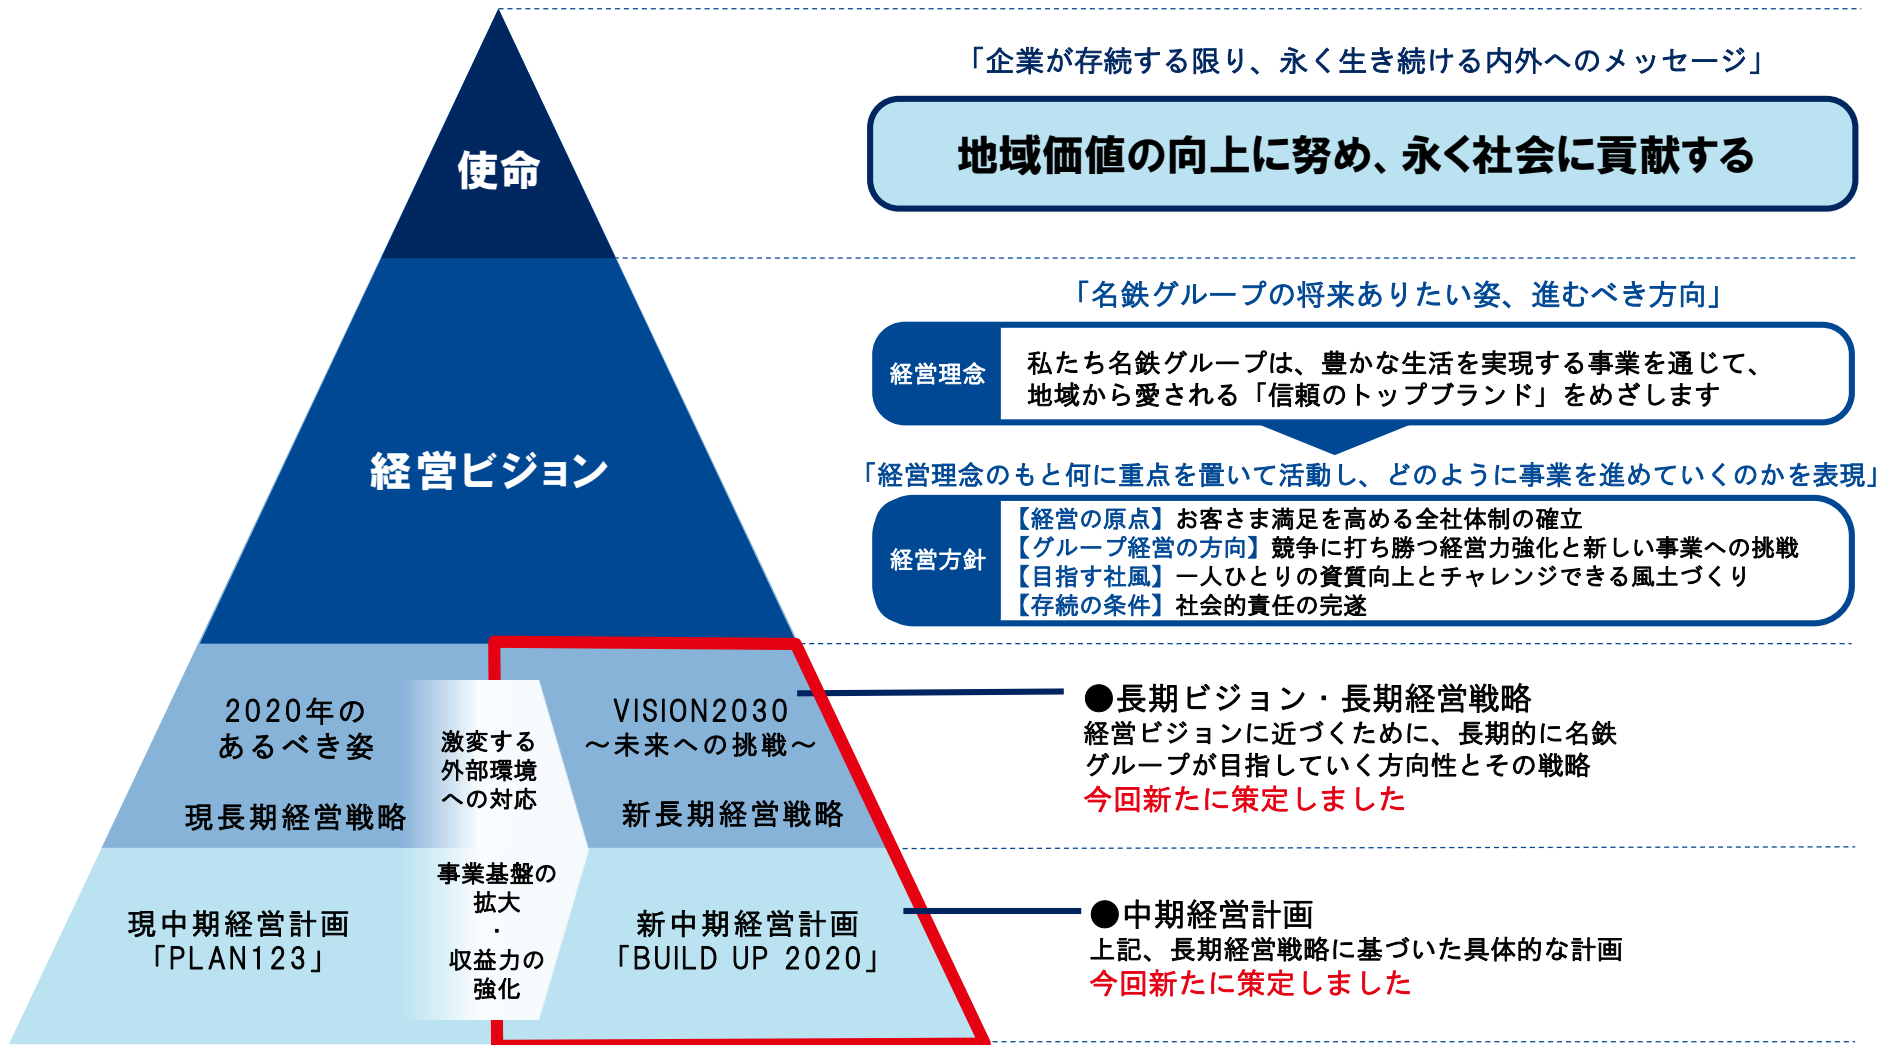 「企業が存続する限り、永く生き続ける内外へのメッセージ」
使命
地域価値の向上に努め、永く社会に貢献する
「名鉄グループの将来ありたい姿、進むべき方向」
経営ビジョン
経営理念
私たち名鉄グループは、豊かな生活を実現する事業を通じて、
地域から愛される「信頼のトップブランド」をめざします
「経営理念のもと何に重点を置いて活動し、どのように事業を進めていくのかを表現」
経営方針
【経営の原点】お客さま満足を高める全社体制の確立
【グループ経営の方向】競争に打ち勝つ経営力強化と新しい事業への挑戦
【目指す社風】一人ひとりの資質向上とチャレンジできる風土づくり
【存続の条件】社会的責任の完遂
2020年の
あるべき姿
現長期経営戦略
激変する
外部環境
への対応
VISION2030
～未来への挑戦～
新長期経営戦略
●長期ビジョン・長期経営戦略
経営ビジョンに近づくために、長期的に名鉄
グループが目指していく方向性とその戦略
今回新たに策定しました
現中期経営計画
「PLAN123」
事業基盤の
拡大
・
収益力の
強化
新中期経営計画
「BUILD UP 2020」
●中期経営計画
上記、長期経営戦略に基づいた具体的な計画
今回新たに策定しました